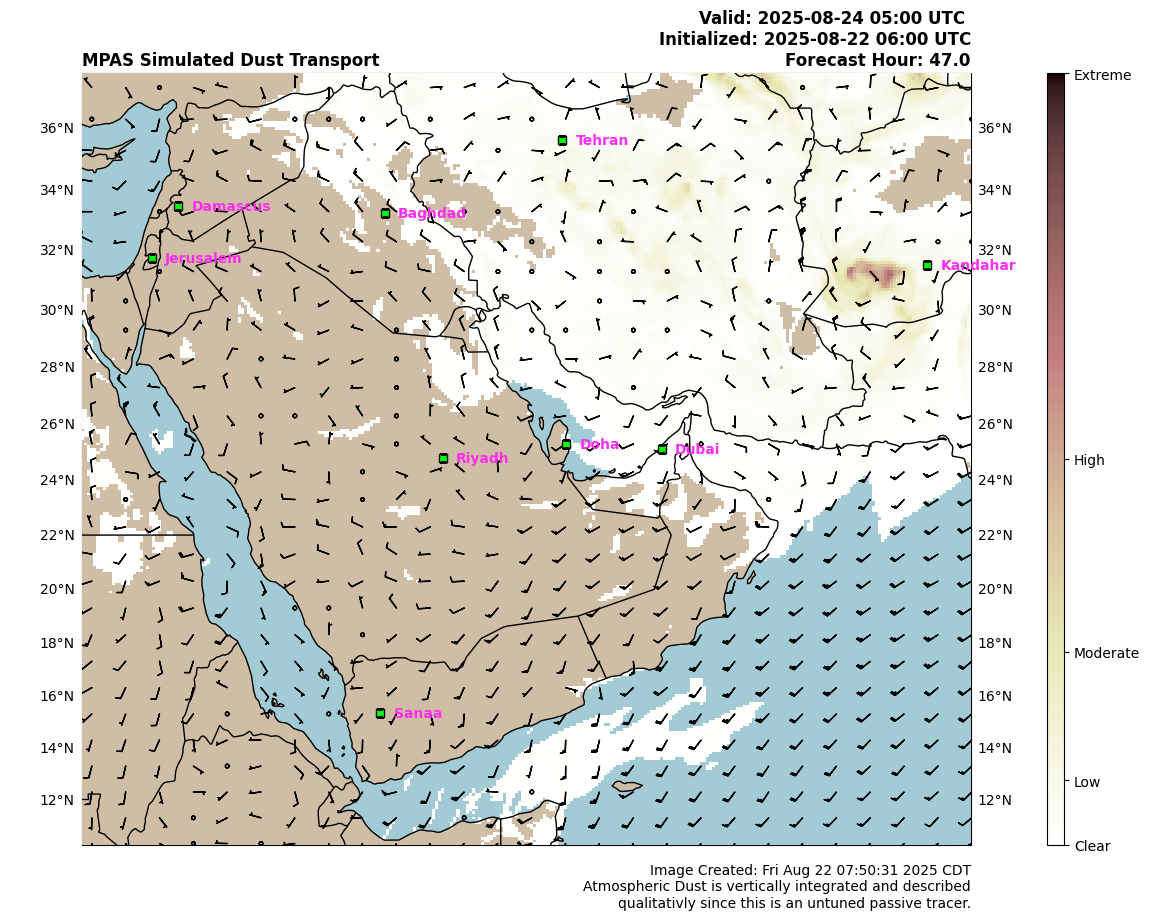 Valid: 2025-08-24 05:00 UTC
Initialized: 2025-08-22 06:00 UTC
MPAS Simulated Dust Transport Forecast Hour: 47.0
Extreme
36°N 36°N
Tehran
34°N 34°N
Damascus
Baghdad
32°N 32°N
Jerusalem
Kandahar
30°N 30°N
28°N 28°N
26°N 26°N
Doha
Dubai
Riyadh
High
24°N 24°N
22°N 22°N
20°N 20°N
18°N 18°N
Moderate
16°N 16°N
Sanaa
14°N 14°N
Low
12°N 12°N
Clear
Image Created: Fri Aug 22 07:50:31 2025 CDT
Atmospheric Dust is vertically integrated and described
qualitativly since this is an untuned passive tracer.